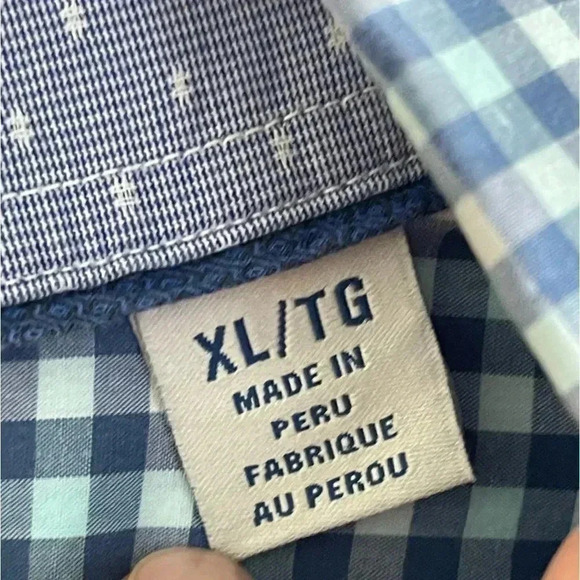 XL/TG
MADE IN
PERU
FABRIQUE
AU PEROU